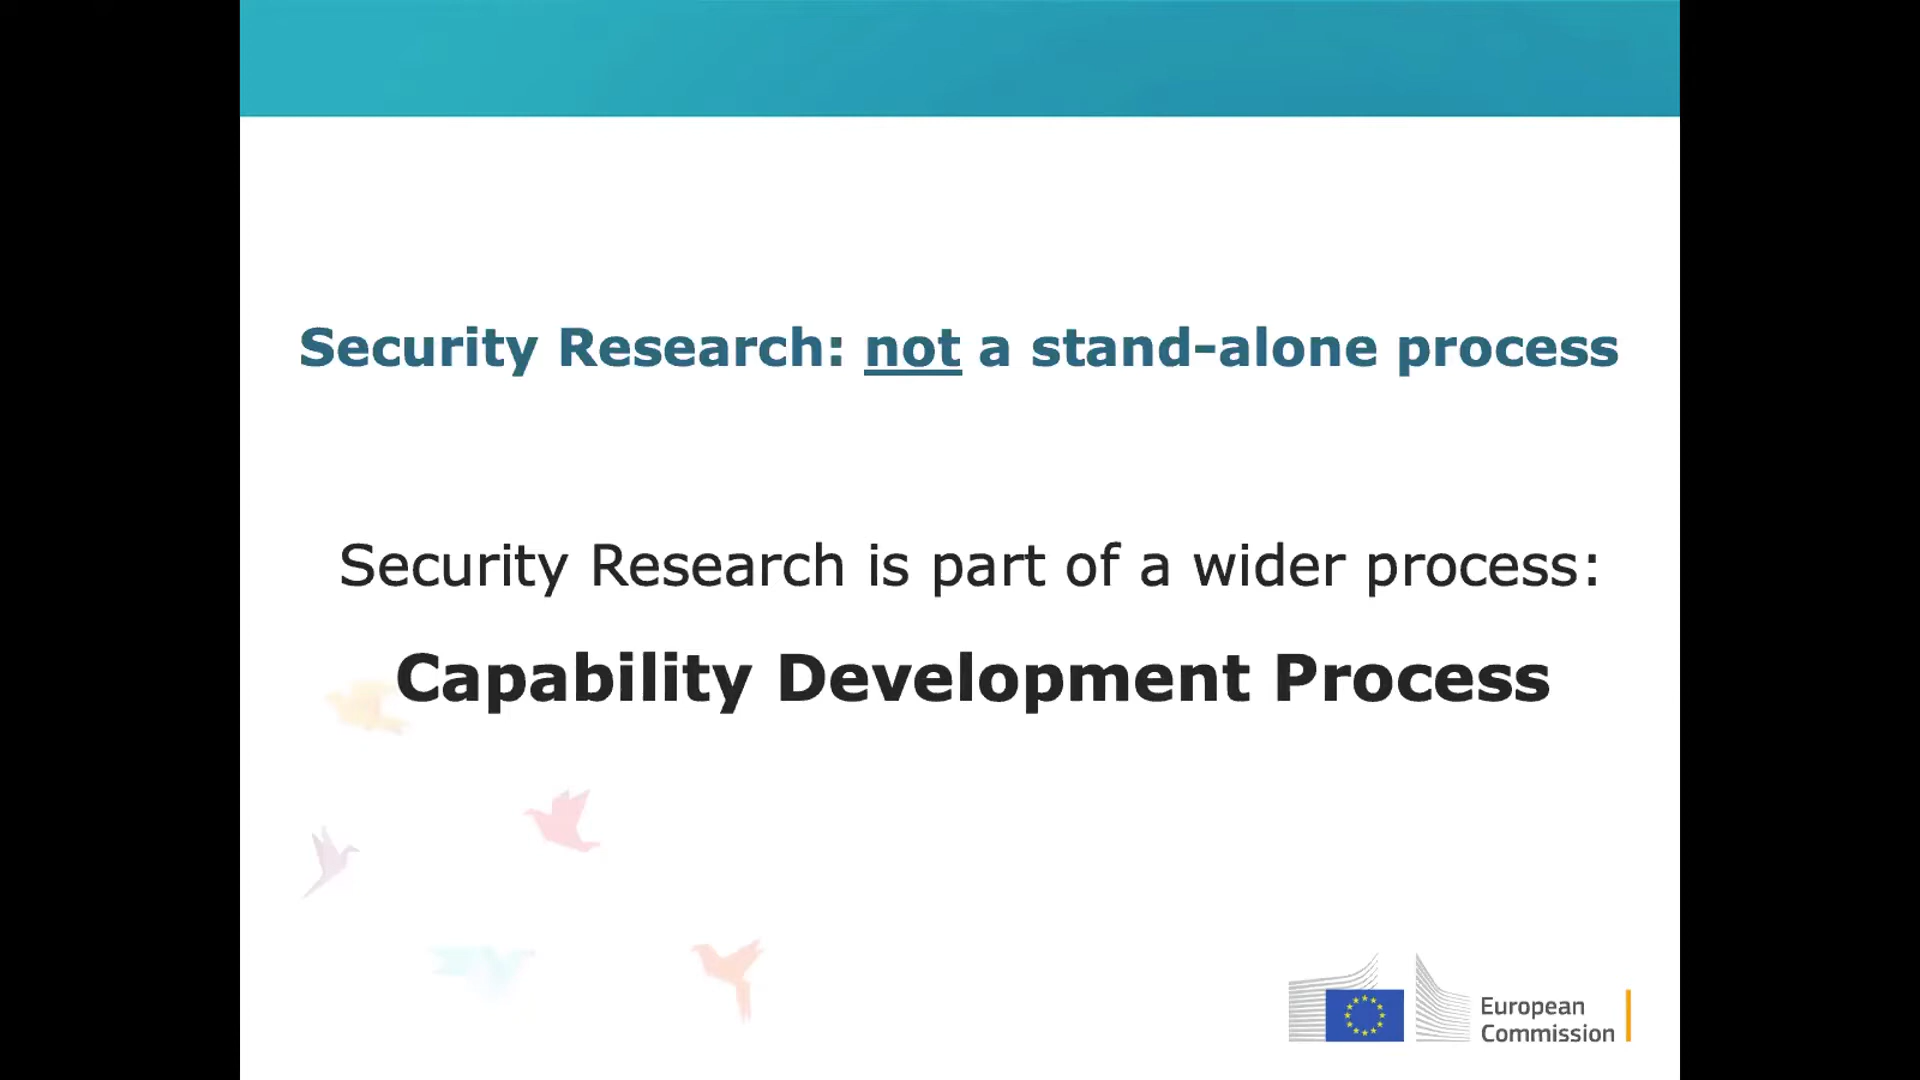 Security Research: not a stand-alone process
Security Research is part of a wider process:
Capability Development Process
European
Commission